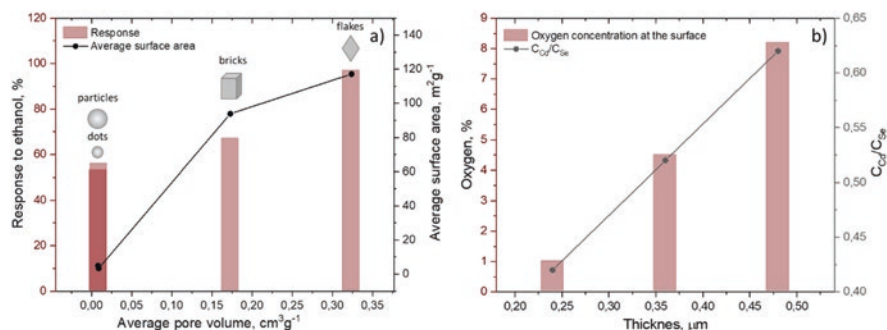 120
100
80
60
40
20
0
Response to ethanol, %
Response
Average surface area
a)
particles
dots
bricks
flakes
140
120
100
80
60
40
20
0
Average surface area, m²g⁻¹
0,00 0,05 0,10 0,15 0,20 0,25 0,30 0,35
Average pore volume, cm³g⁻¹
9
8
7
6
5
4
3
2
1
0
Oxygen, %
Oxygen concentration at the surface
C_Cd/C_Se
b)
0,65
0,60
0,55
0,50
0,45
0,40
C_Cd/C_Se
0,20 0,25 0,30 0,35 0,40 0,45 0,50
Thicknes, µm